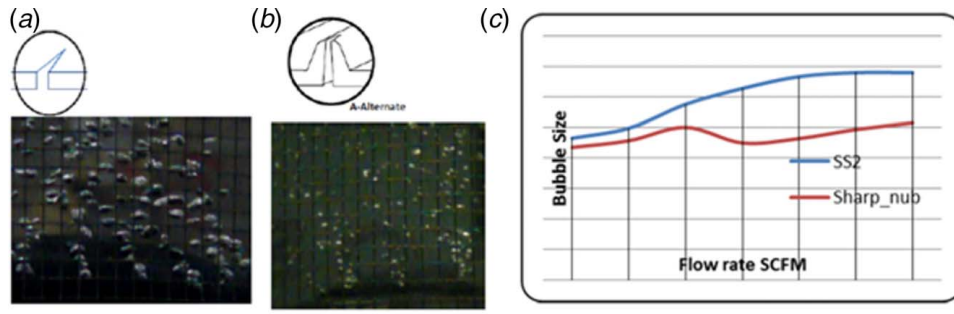 (a)
(b)
(c)
A-Alternate
Bubble Size
SS2
Sharp_nub
Flow rate SCFM